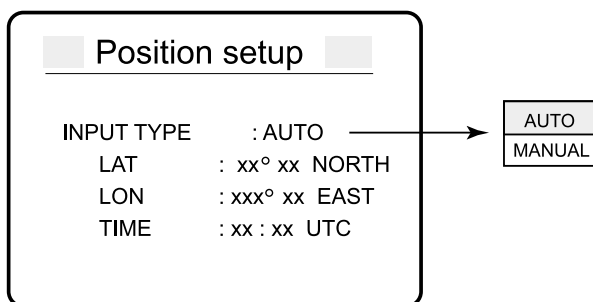 Position setup
INPUT TYPE : AUTO
LAT : xx° xx NORTH
LON : xxx° xx EAST
TIME : xx : xx UTC
AUTO
MANUAL